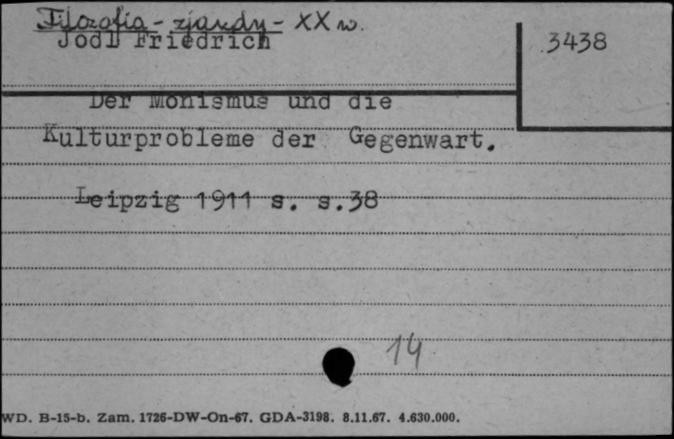 Filozofia - zjazdy - XX w.
Jodl Friedrich
3438
Der Monismus und die
Kulturprobleme der Gegenwart.
Leipzig 1911 s. s.38
14
WD. B-15-b. Zam. 1726-DW-On-67. GDA-3198. 8.11.67. 4.630.000.